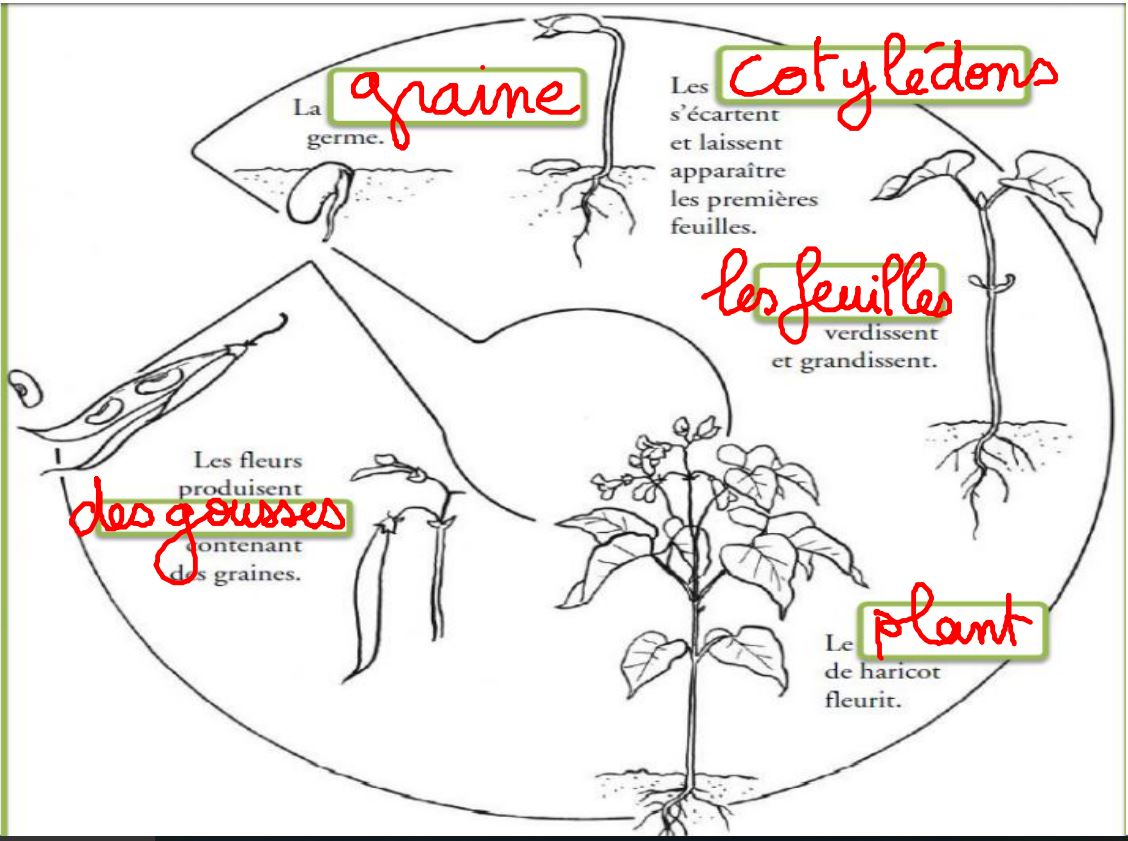 La graine
germe.
Les cotylédons
s'écartent
et laissent
apparaître
les premières
feuilles.
les feuilles
verdissent
et grandissent.
Le plant
de haricot
fleurit.
Les fleurs
produisent
des gousses
contenant
des graines.